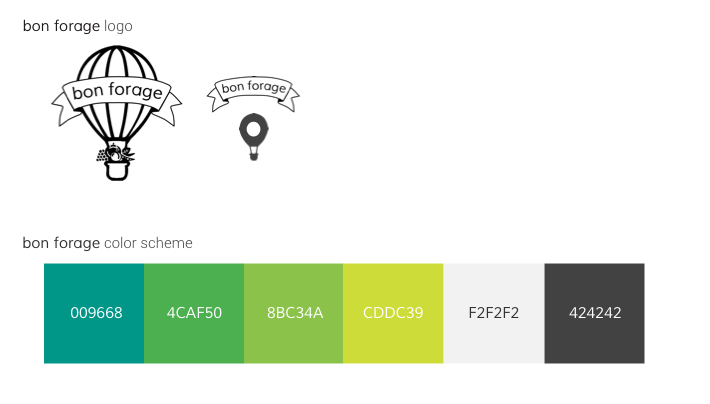 bon forage logo
bon forage
bon forage
bon forage color scheme
009668
4CAF50
8BC34A
CDDC39
F2F2F2
424242